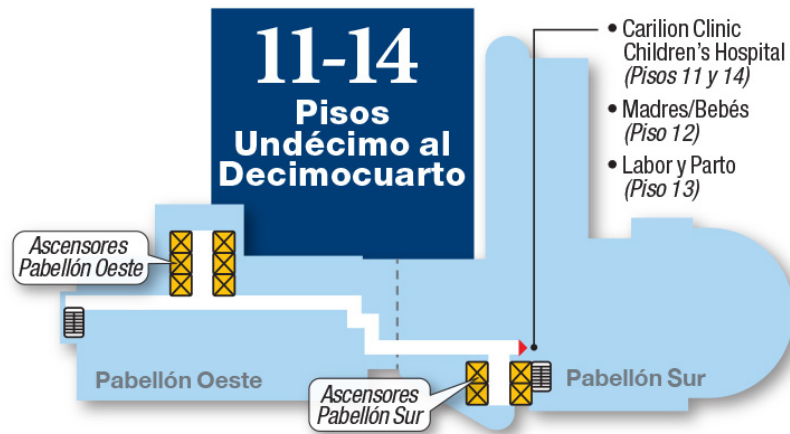 11-14
Pisos
Undécimo al
Decimocuarto
• Carilion Clinic
Children's Hospital
(Pisos 11 y 14)
• Madres/Bebés
(Piso 12)
• Labor y Parto
(Piso 13)
Ascensores
Pabellón Oeste
Pabellón Oeste
Ascensores
Pabellón Sur
Pabellón Sur